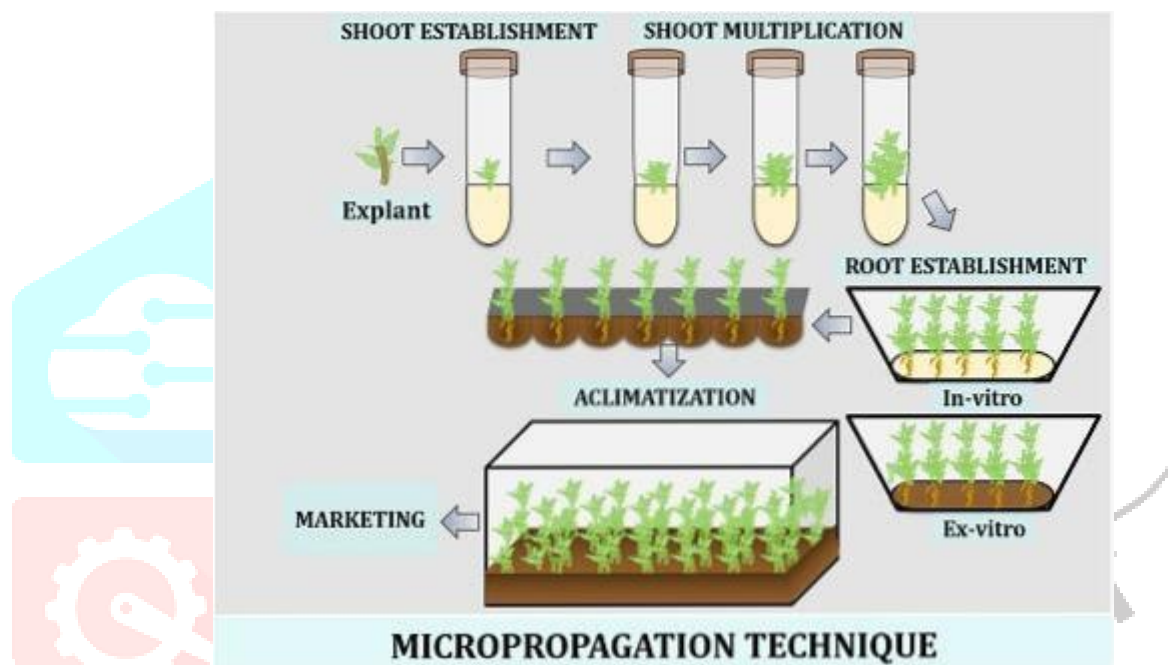 SHOOT ESTABLISHMENT
SHOOT MULTIPLICATION
Explant
ROOT ESTABLISHMENT
In-vitro
ACLIMATIZATION
Ex-vitro
MARKETING
MICROPROPAGATION TECHNIQUE